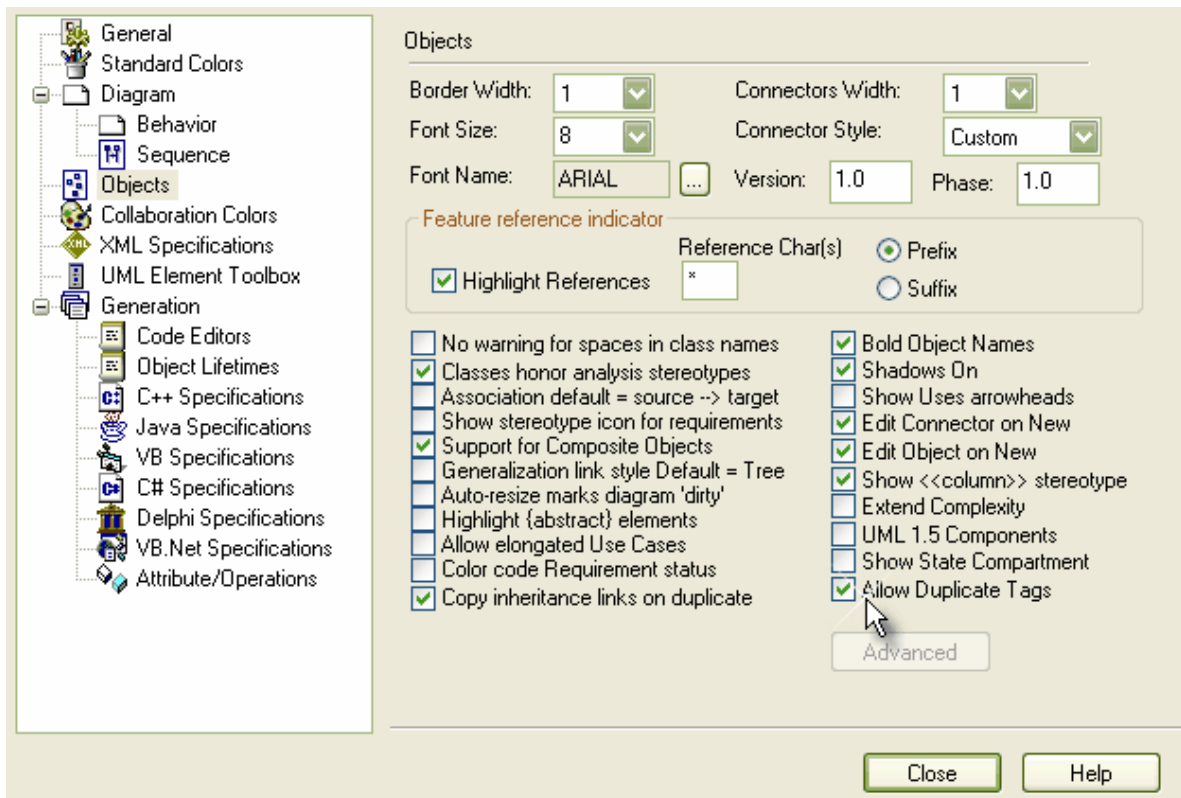 General
Standard Colors
Diagram
Behavior
Sequence
Objects
Collaboration Colors
XML Specifications
UML Element Toolbox
Generation
Code Editors
Object Lifetimes
C++ Specifications
Java Specifications
VB Specifications
C# Specifications
Delphi Specifications
VB.Net Specifications
Attribute/Operations
Objects
Border Width: 1 Connectors Width: 1
Font Size: 8 Connector Style: Custom
Font Name: ARIAL ... Version: 1.0 Phase: 1.0
Feature reference indicator
Reference Char(s) Prefix
Highlight References * Suffix
No warning for spaces in class names
Classes honor analysis stereotypes
Association default = source --> target
Show stereotype icon for requirements
Support for Composite Objects
Generalization link style Default = Tree
Auto-resize marks diagram 'dirty'
Highlight {abstract} elements
Allow elongated Use Cases
Color code Requirement status
Copy inheritance links on duplicate
Bold Object Names
Shadows On
Show Uses arrowheads
Edit Connector on New
Edit Object on New
Show <<column>> stereotype
Extend Complexity
UML 1.5 Components
Show State Compartment
Allow Duplicate Tags
Advanced
Close Help